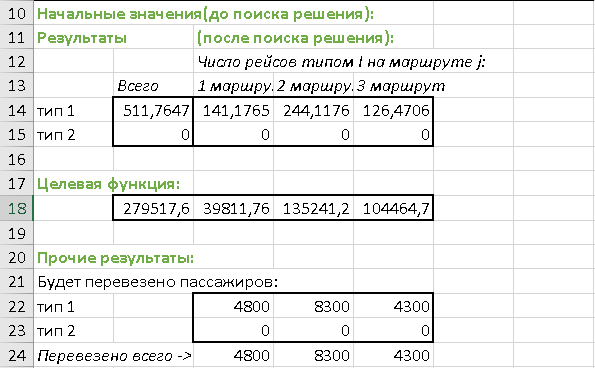 10 Начальные значения(до поиска решения):
11 Результаты (после поиска решения):
12 Число рейсов типом i на маршруте j:
13 Всего 1 маршру. 2 маршру. 3 маршрут
14 тип 1 511,7647 141,1765 244,1176 126,4706
15 тип 2 0 0 0 0
16
17 Целевая функция:
18 279517,6 39811,76 135241,2 104464,7
19
20 Прочие результаты:
21 Будет перевезено пассажиров:
22 тип 1 4800 8300 4300
23 тип 2 0 0 0
24 Перевезено всего -> 4800 8300 4300